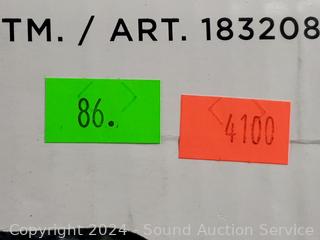 TM. / ART. 183208
86.
4100
Copyright 2024 - Sound Auction Service